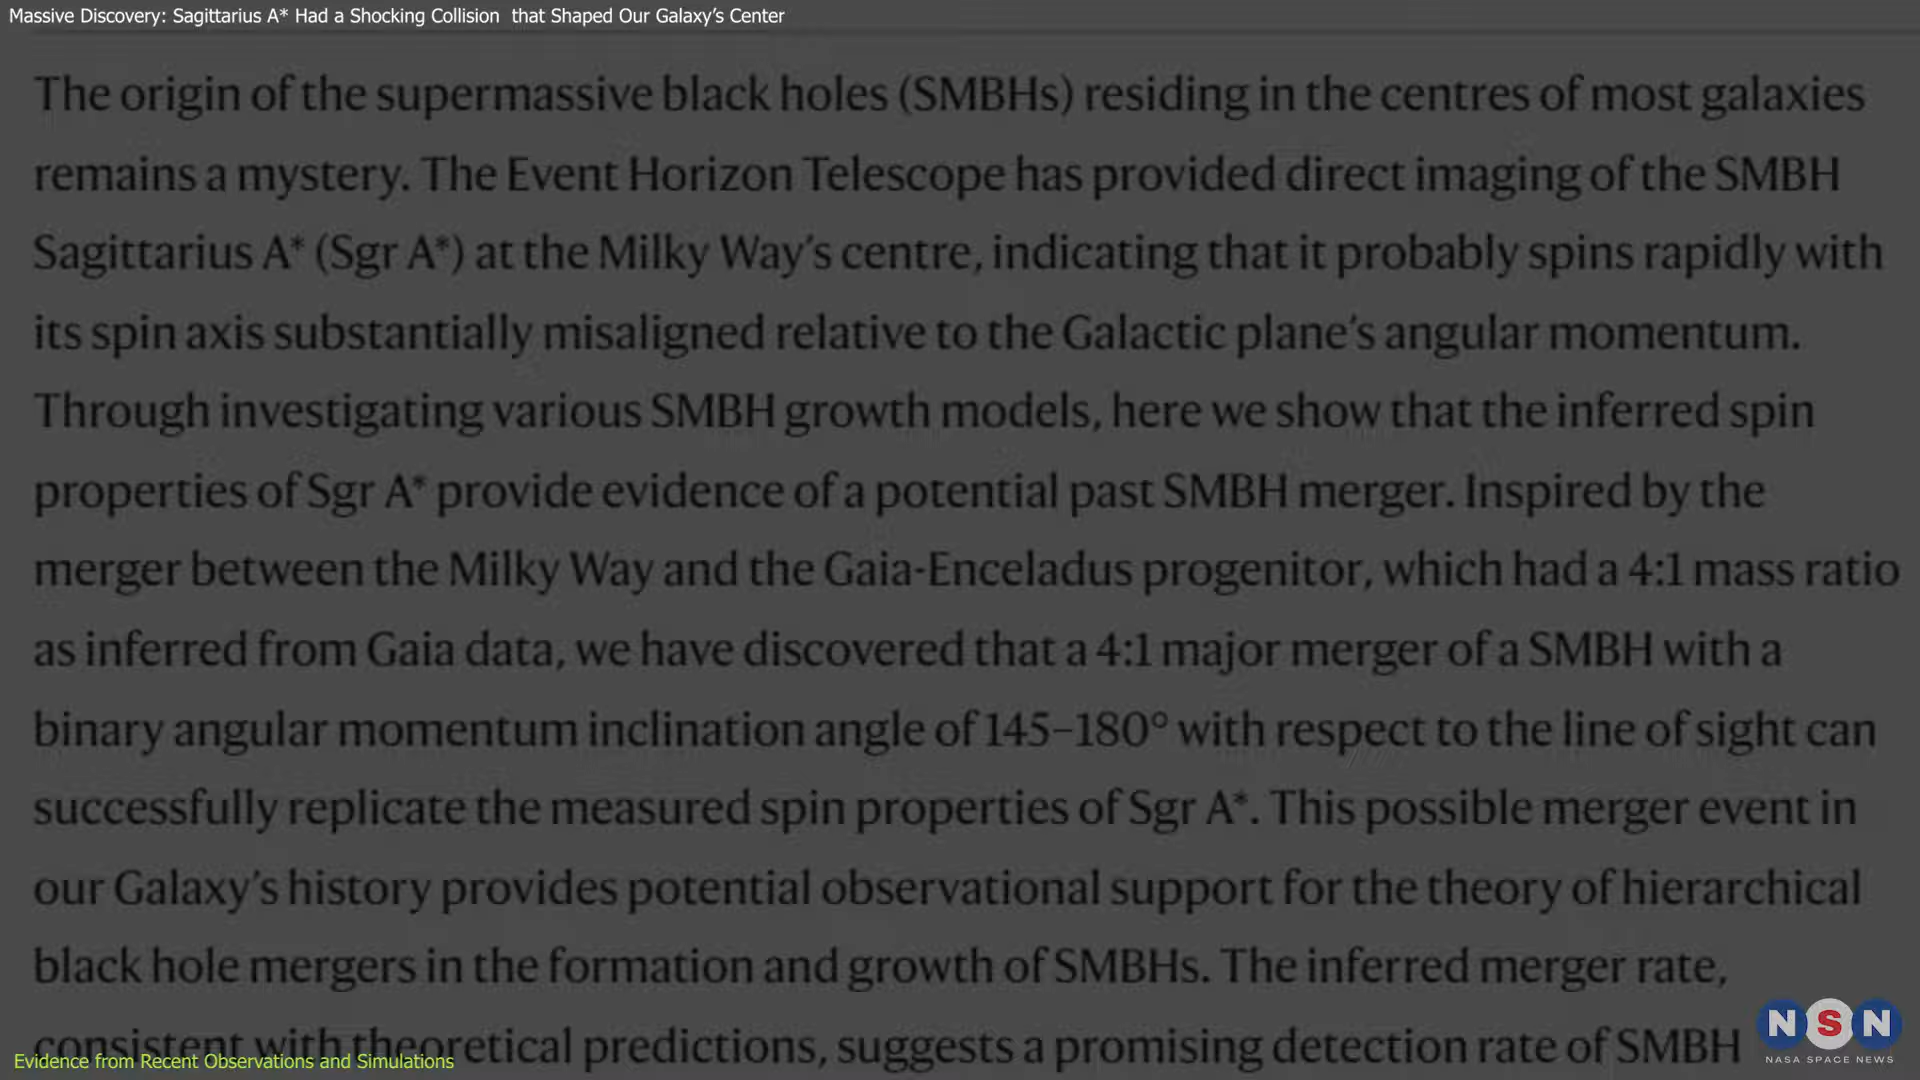 Massive Discovery: Sagittarius A* Had a Shocking Collision that Shaped Our Galaxy's Center
The origin of the supermassive black holes (SMBHs) residing in the centres of most galaxies
remains a mystery. The Event Horizon Telescope has provided direct imaging of the SMBH
Sagittarius A* (Sgr A*) at the Milky Way's centre, indicating that it probably spins rapidly with
its spin axis substantially misaligned relative to the Galactic plane's angular momentum.
Through investigating various SMBH growth models, here we show that the inferred spin
properties of Sgr A* provide evidence of a potential past SMBH merger. Inspired by the
merger between the Milky Way and the Gaia-Enceladus progenitor, which had a 4:1 mass ratio
as inferred from Gaia data, we have discovered that a 4:1 major merger of a SMBH with a
binary angular momentum inclination angle of 145–180° with respect to the line of sight can
successfully replicate the measured spin properties of Sgr A*. This possible merger event in
our Galaxy's history provides potential observational support for the theory of hierarchical
black hole mergers in the formation and growth of SMBHs. The inferred merger rate,
consistent with theoretical predictions, suggests a promising detection rate of SMBH
Evidence from Recent Observations and Simulations
NSN
NASA SPACE NEWS